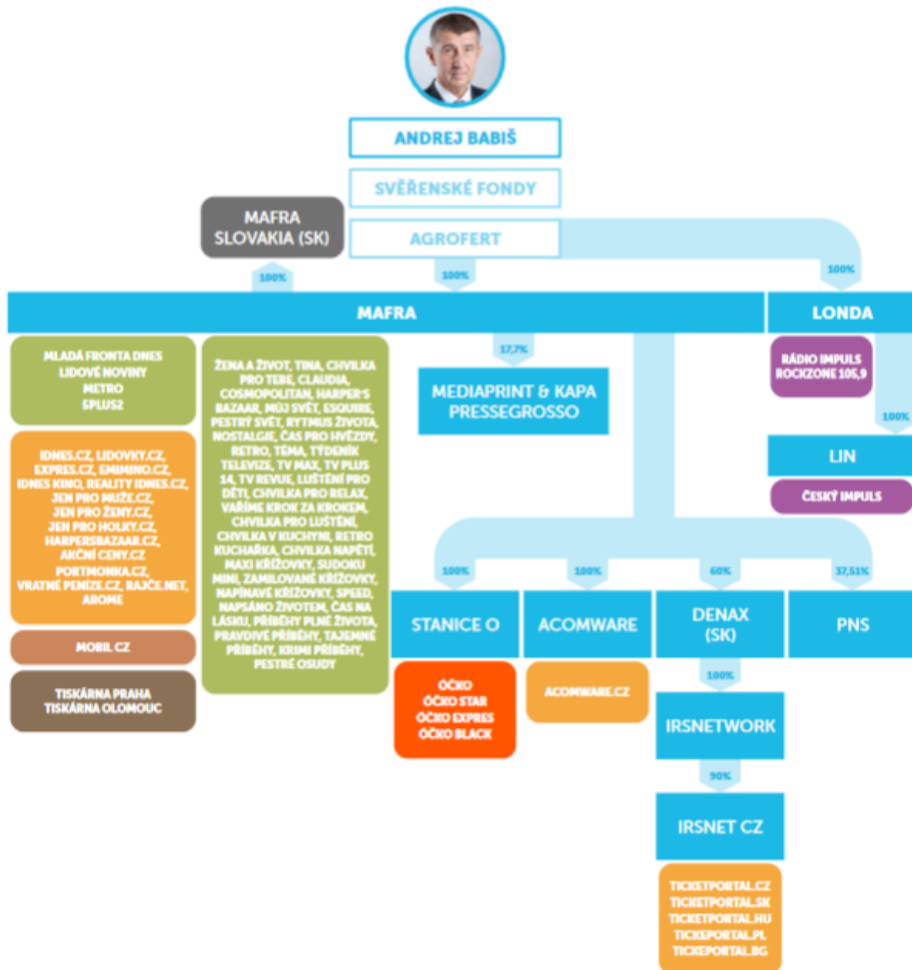 ANDREJ BABIŠ
SVĚŘENSKÉ FONDY
MAFRA
SLOVAKIA (SK)
AGROFERT
100%
100%
100%
MAFRA
LONDA
MLADÁ FRONTA DNES
LIDOVÉ NOVINY
METRO
5PLUS2
ŽENA A ŽIVOT, TINA, CHVILKA
PRO TEBE, CLAUDIA,
COSMOPOLITAN, HARPER'S
BAZAAR, MŮJ SVĚT, ESQUIRE,
PESTRÝ SVĚT, RYTMUS ŽIVOTA,
NOSTALGIE, ČAS PRO HVĚZDY,
RETRO, TÉMA, TÝDENÍK
TELEVIZE, TV MAX, TV PLUS
14, TV REVUE, LUŠTĚNÍ PRO
DĚTI, CHVILKA PRO RELAX,
VAŘÍME KROK ZA KROKEM,
CHVILKA PRO LUŠTĚNÍ,
CHVILKA V KUCHYNI, RETRO
KUCHAŘKA, CHVILKA NAPĚTÍ,
MAXI KŘÍŽOVKY, SUDOKU
MINI, ZAMILOVANÉ KŘÍŽOVKY,
NAPÍNAVÉ KŘÍŽOVKY, SPEED,
NAPSÁNO ŽIVOTEM, ČAS NA
LÁSKU, PŘÍBĚHY PLNÉ ŽIVOTA,
PRAVDIVÉ PŘÍBĚHY, TAJEMNÉ
PŘÍBĚHY, KRIMI PŘÍBĚHY,
PESTRÉ OSUDY
17,7%
MEDIAPRINT & KAPA
PRESSEGROSSO
RÁDIO IMPULS
ROCKZONE 105,9
100%
LIN
ČESKÝ IMPULS
IDNES.CZ, LIDOVKY.CZ,
EXPRES.CZ, EMIMINO.CZ,
IDNES KINO, REALITY IDNES.CZ,
JEN PRO MUŽE.CZ,
JEN PRO ŽENY.CZ,
JEN PRO HOLKY.CZ,
HARPERSBAZAAR.CZ,
AKČNÍ CENY.CZ
PORTMONKA.CZ,
VRATNÉ PENÍZE.CZ, RAJČE.NET,
AROME
MOBIL CZ
TISKÁRNA PRAHA
TISKÁRNA OLOMOUC
100%
100%
60%
37,51%
STANICE O
ACOMWARE
DENAX
(SK)
PNS
ÓČKO
ÓČKO STAR
ÓČKO EXPRES
ÓČKO BLACK
ACOMWARE.CZ
100%
IRSNETWORK
90%
IRSNET CZ
TICKETPORTAL.CZ
TICKETPORTAL.SK
TICKETPORTAL.HU
TICKEPORTAL.PL
TICKEPORTAL.BG